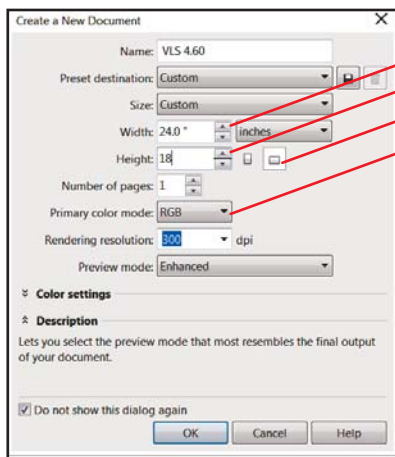 Create a New Document
Name: VLS 4.60
Preset destination: Custom
Size: Custom
Width: 24.0 " inches
Height: 18
Number of pages: 1
Primary color mode: RGB
Rendering resolution: 300 dpi
Preview mode: Enhanced
Color settings
Description
Lets you select the preview mode that most resembles the final output
of your document.
Do not show this dialog again
OK Cancel Help